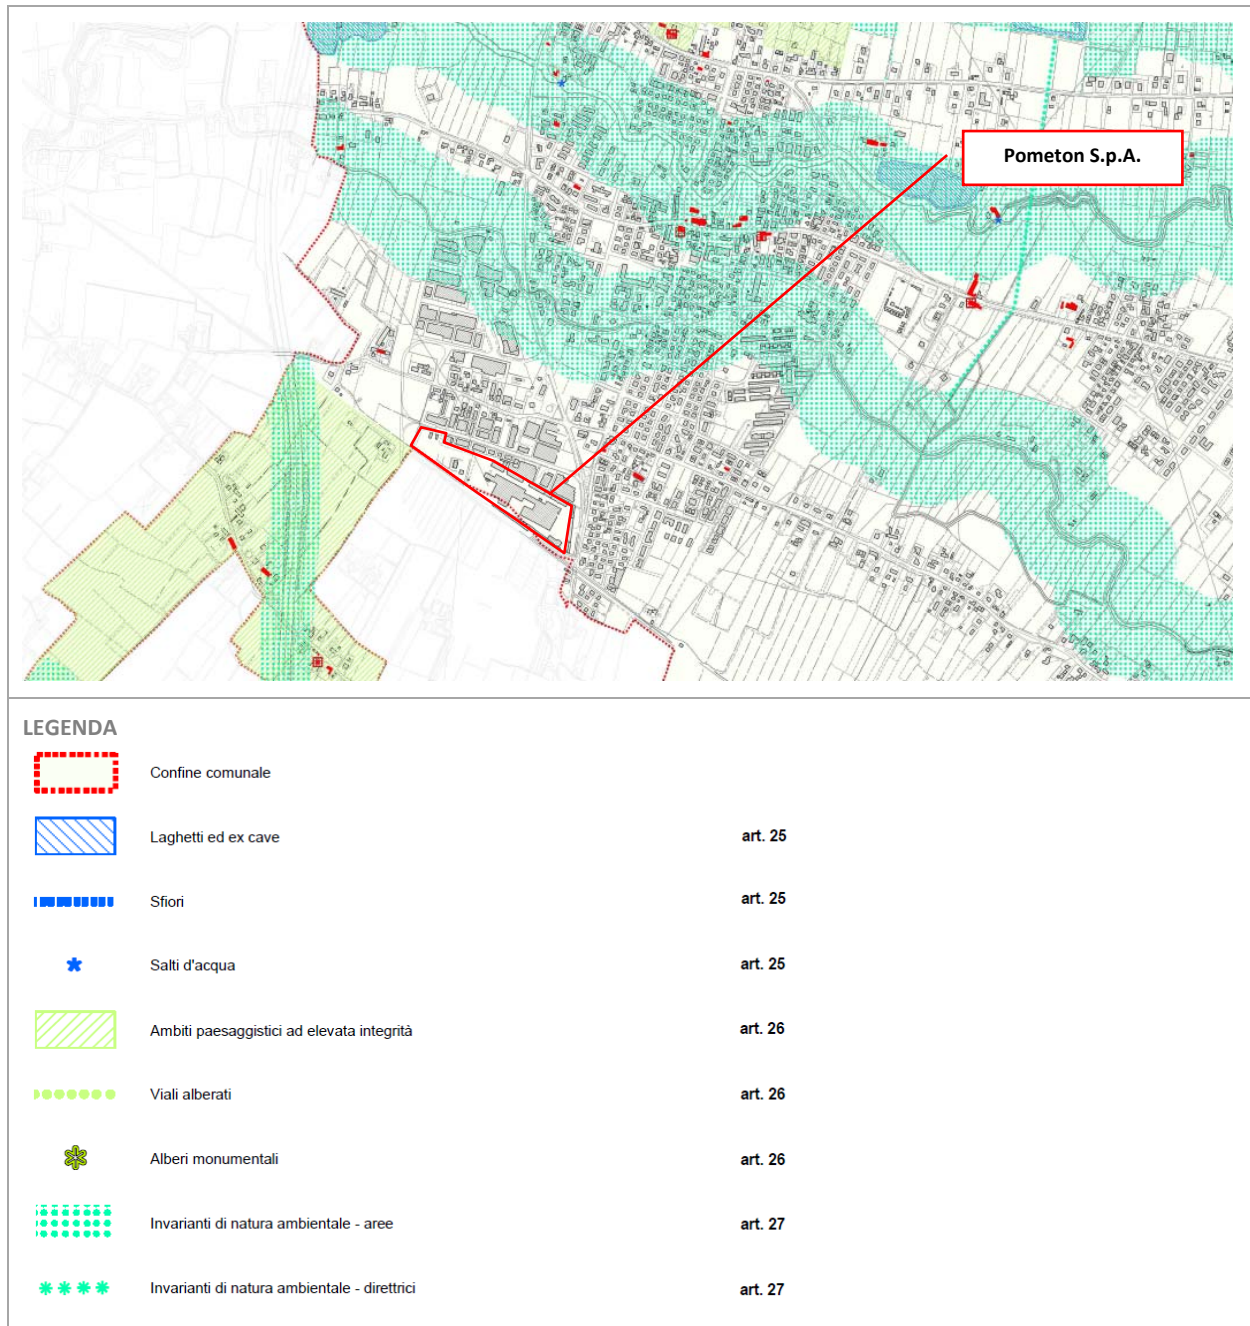 Pometon S.p.A.
LEGENDA
Confine comunale
Laghetti ed ex cave art. 25
Sfiori art. 25
Salti d'acqua art. 25
Ambiti paesaggistici ad elevata integrità art. 26
Viali alberati art. 26
Alberi monumentali art. 26
Invarianti di natura ambientale - aree art. 27
Invarianti di natura ambientale - direttrici art. 27